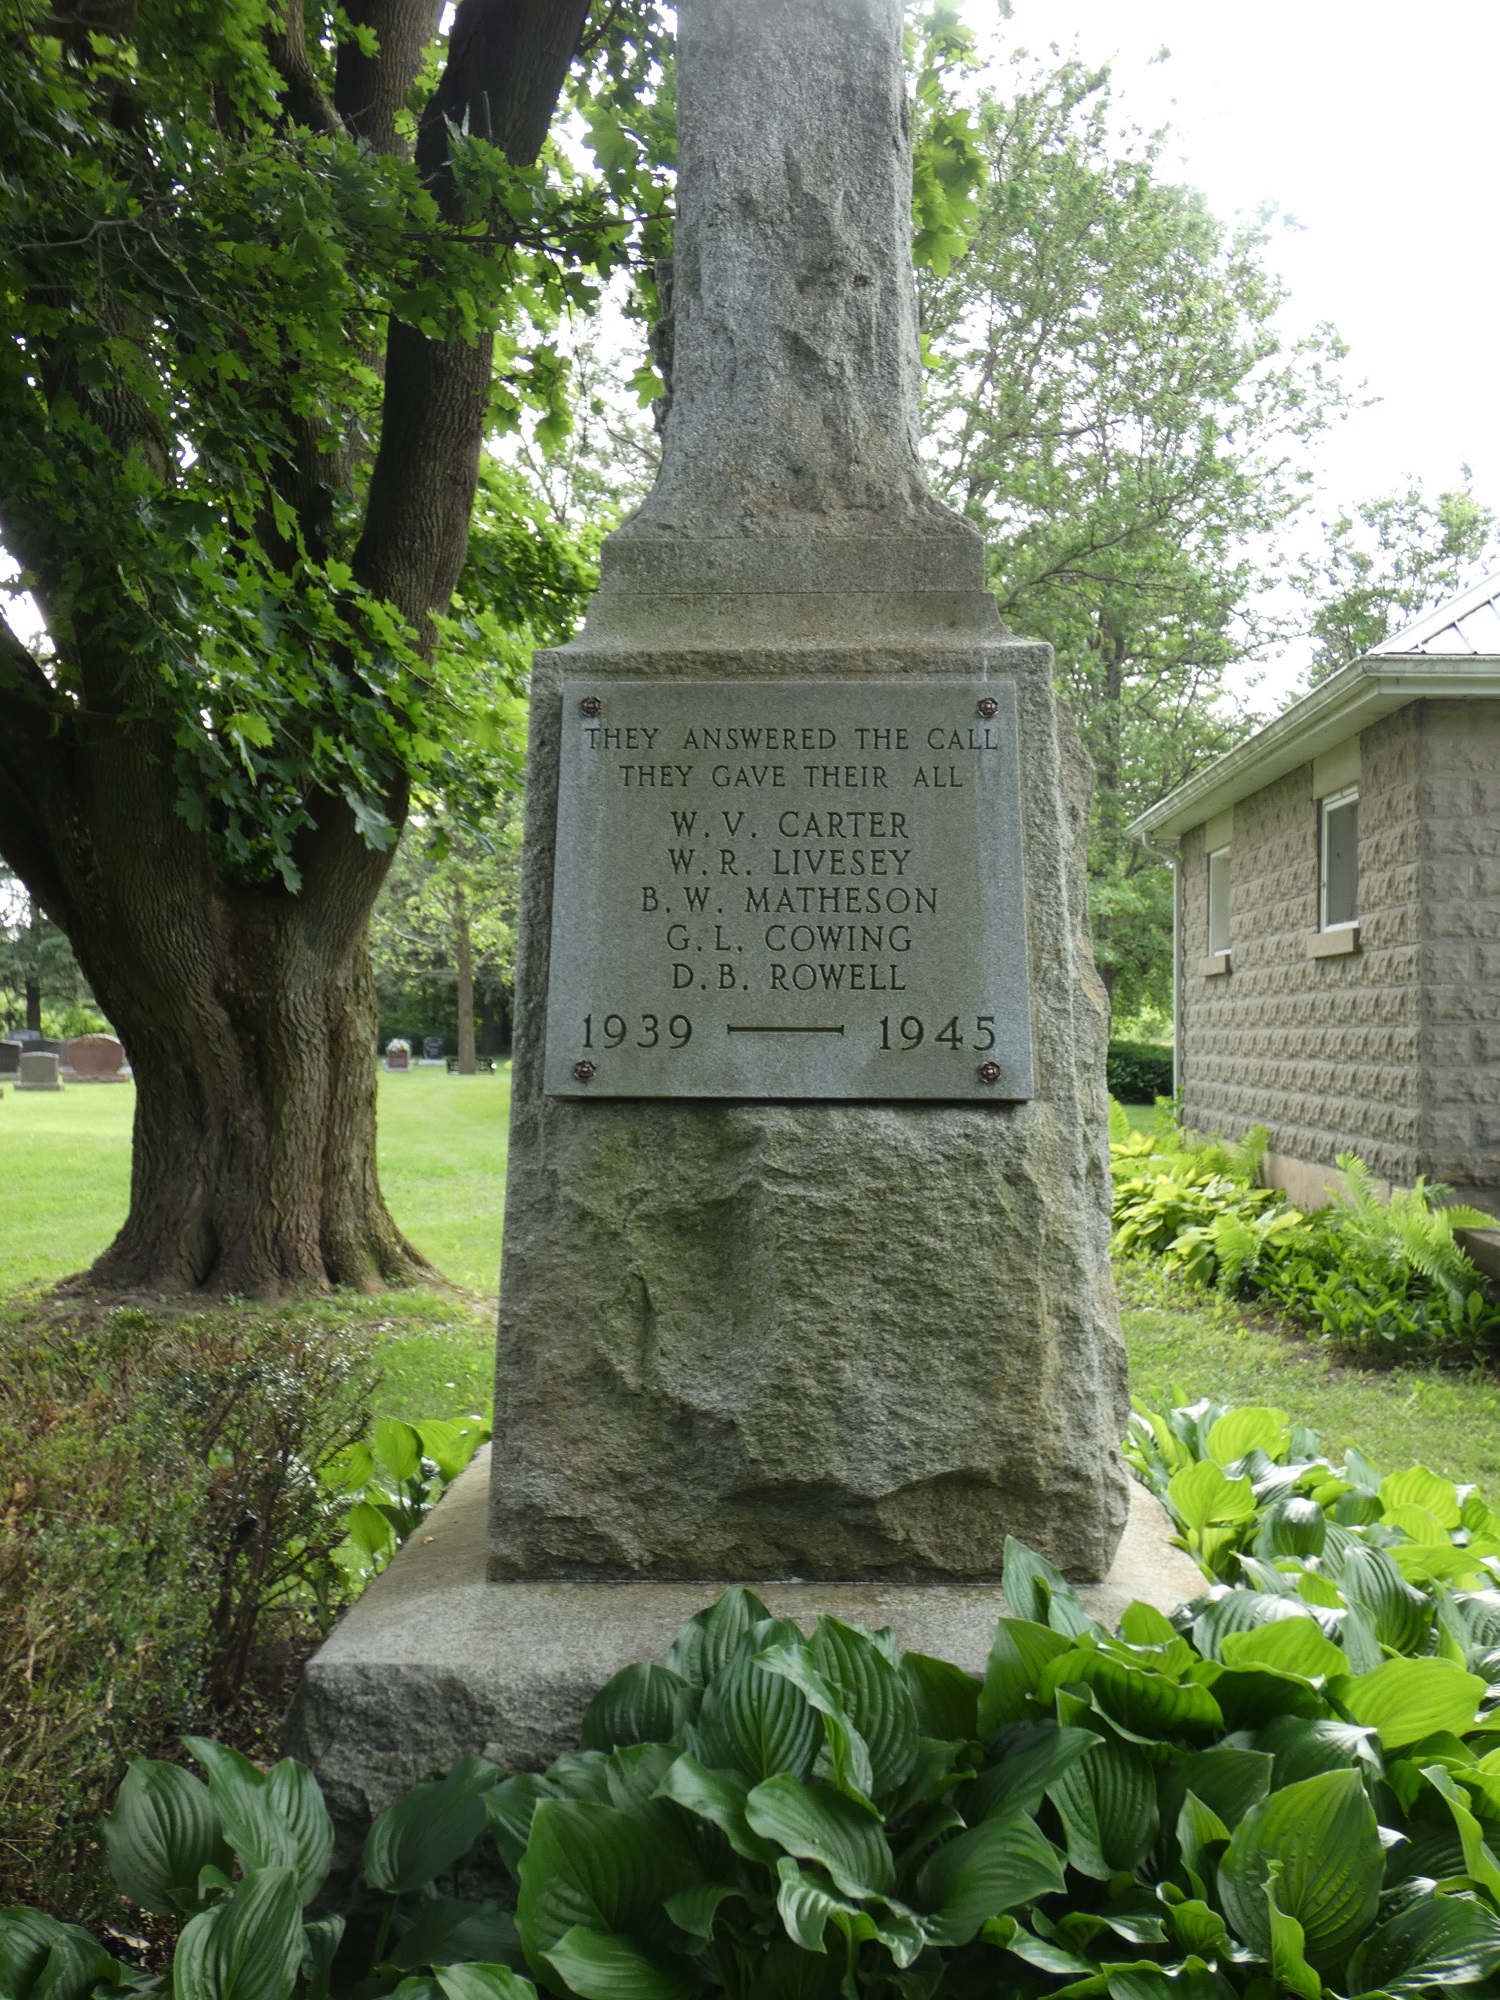 THEY ANSWERED THE CALL
THEY GAVE THEIR ALL
W. V. CARTER
W. R. LIVESEY
B. W. MATHESON
G. L. COWING
D. B. ROWELL
1939 — 1945